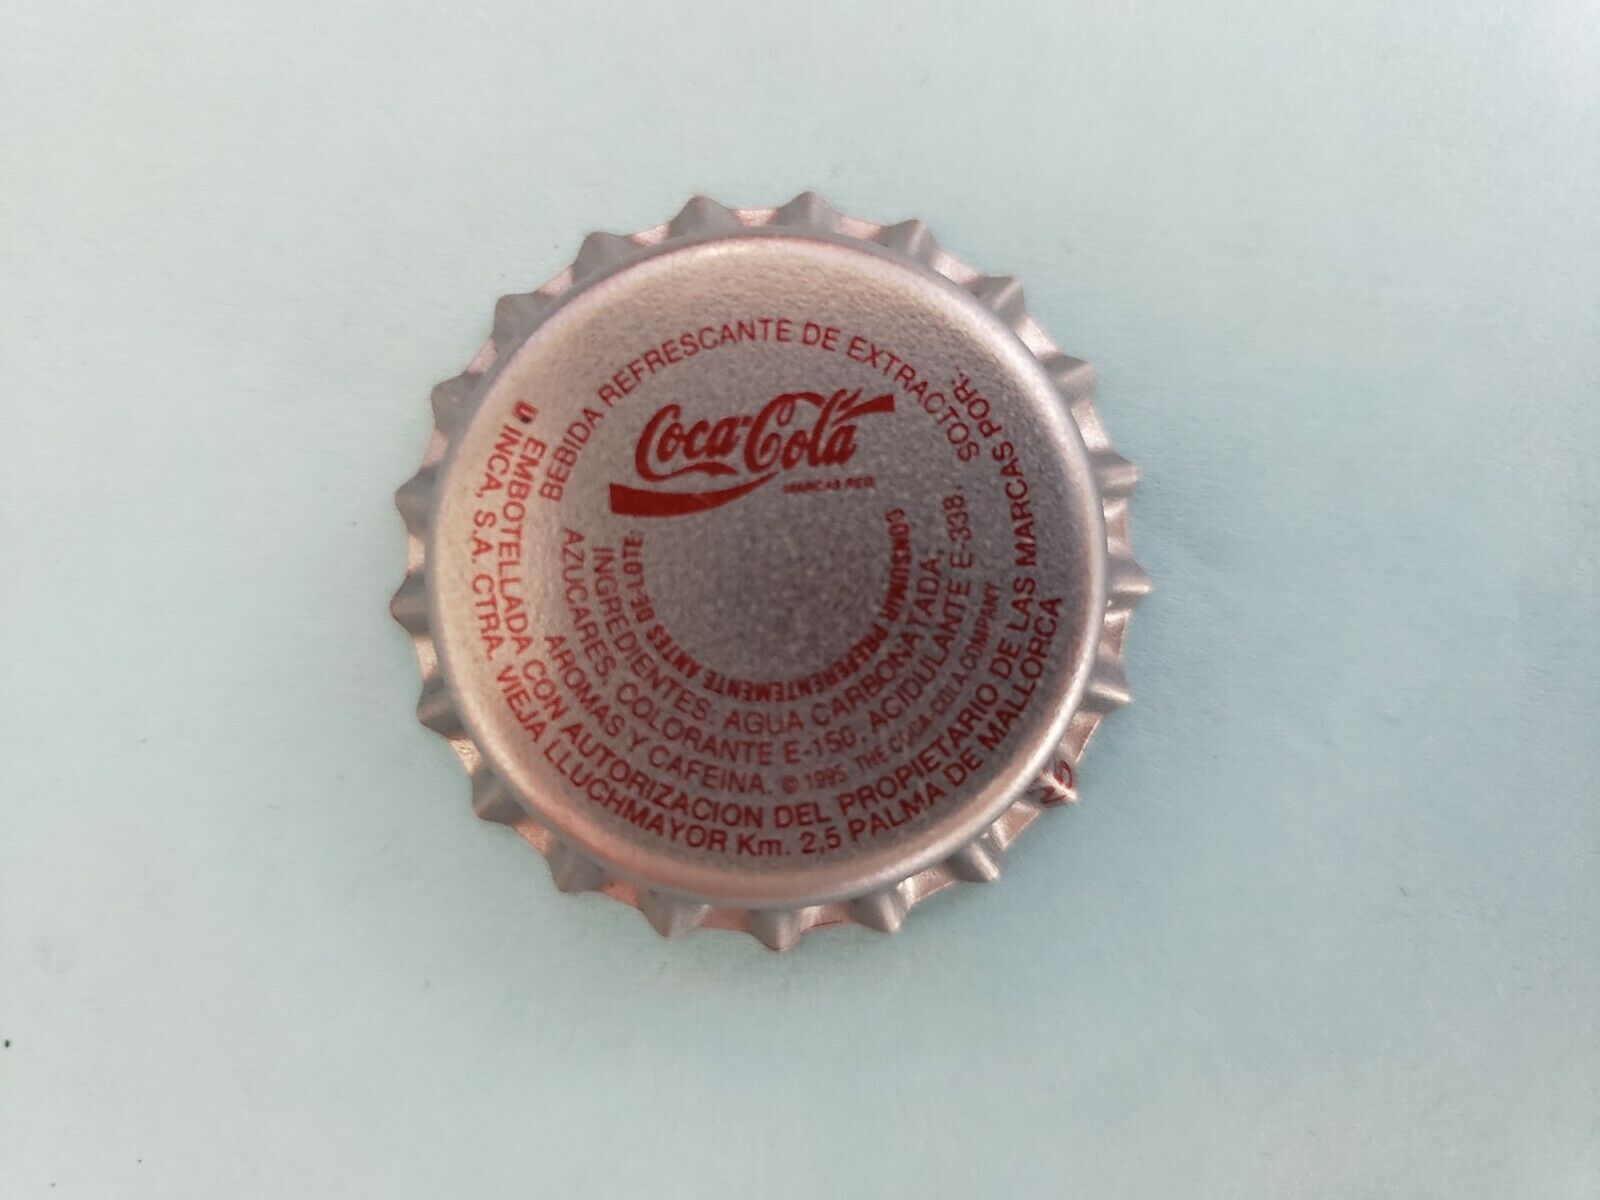 BEBIDA REFRESCANTE DE EXTRACTOS
Coca-Cola
MARCAS REG.
CONSUMIR PREFERENTEMENTE ANTES DE-LOTE:
INGREDIENTES: AGUA CARBONATADA,
AZUCARES, COLORANTE E-150, ACIDULANTE E-338.
AROMAS Y CAFEINA. © 1995 THE COCA-COLA COMPANY
EMBOTELLADA CON AUTORIZACION DEL PROPIETARIO DE LAS MARCAS POR..
INCA, S.A. CTRA. VIEJA LLUCHMAYOR Km. 2,5 PALMA DE MALLORCA